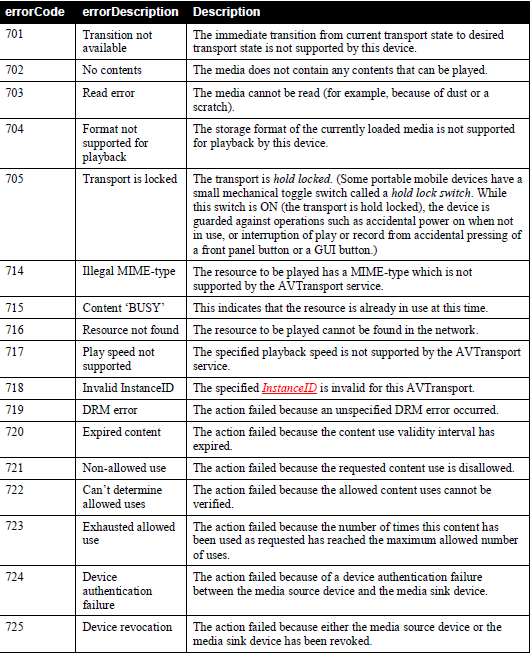 errorCode errorDescription Description
701 Transition not available The immediate transition from current transport state to desired transport state is not supported by this device.
702 No contents The media does not contain any contents that can be played.
703 Read error The media cannot be read (for example, because of dust or a scratch).
704 Format not supported for playback The storage format of the currently loaded media is not supported for playback by this device.
705 Transport is locked The transport is hold locked. (Some portable mobile devices have a small mechanical toggle switch called a hold lock switch. While this switch is ON (the transport is hold locked), the device is guarded against operations such as accidental power on when not in use, or interruption of play or record from accidental pressing of a front panel button or a GUI button.)
714 Illegal MIME-type The resource to be played has a MIME-type which is not supported by the AVTransport service.
715 Content ‘BUSY’ This indicates that the resource is already in use at this time.
716 Resource not found The resource to be played cannot be found in the network.
717 Play speed not supported The specified playback speed is not supported by the AVTransport service.
718 Invalid InstanceID The specified InstanceID is invalid for this AVTransport.
719 DRM error The action failed because an unspecified DRM error occurred.
720 Expired content The action failed because the content use validity interval has expired.
721 Non-allowed use The action failed because the requested content use is disallowed.
722 Can’t determine allowed uses The action failed because the allowed content uses cannot be verified.
723 Exhausted allowed use The action failed because the number of times this content has been used as requested has reached the maximum allowed number of uses.
724 Device authentication failure The action failed because of a device authentication failure between the media source device and the media sink device.
725 Device revocation The action failed because either the media source device or the media sink device has been revoked.